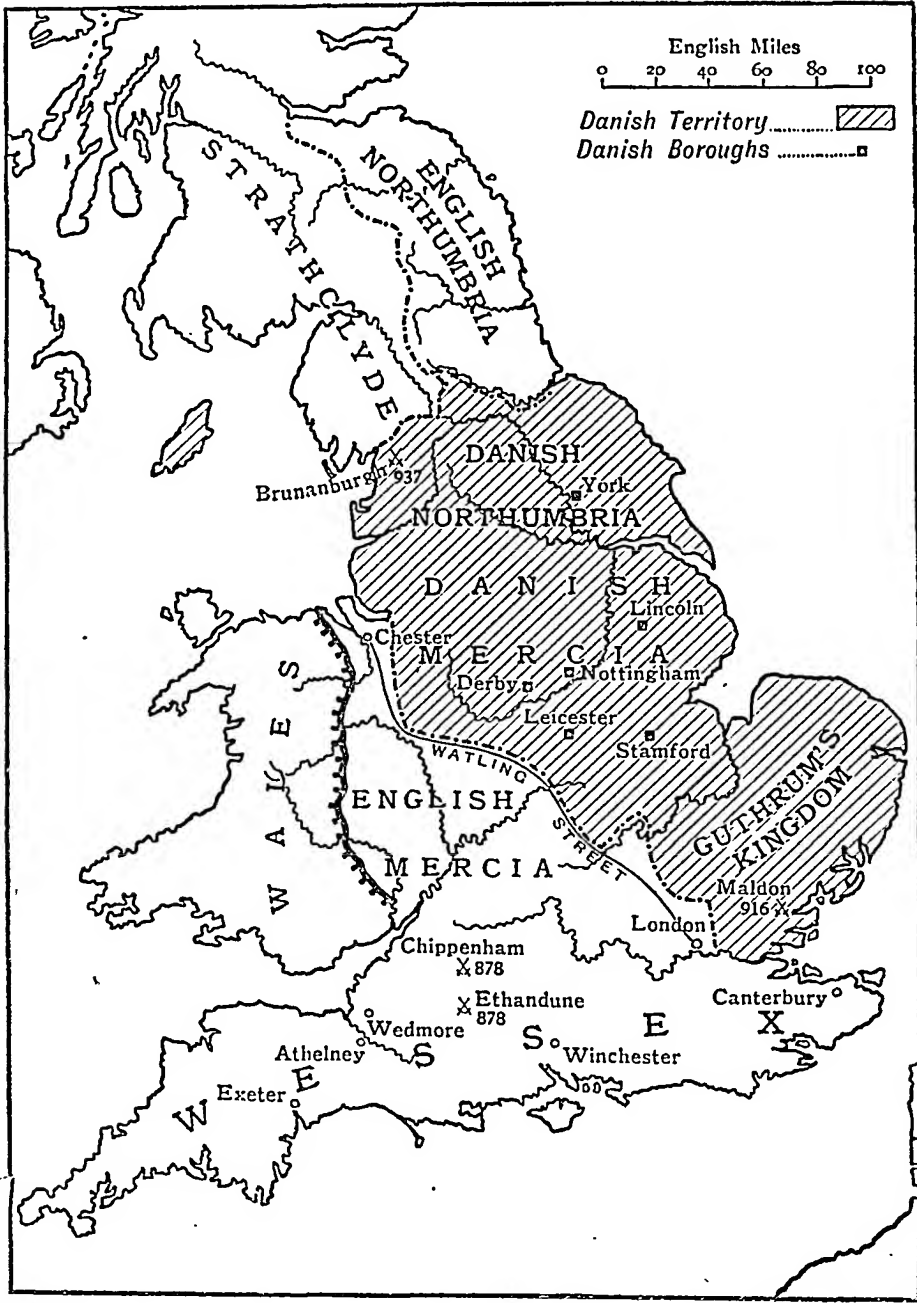 English Miles
0 20 40 60 80 100
Danish Territory
Danish Boroughs
STRATHCLYDE
ENGLISH
NORTHUMBRIA
DANISH
NORTHUMBRIA
Brunanburgh
937
York
DANISH
MERCIA
Lincoln
Chester
Derby
Nottingham
Leicester
Stamford
WALES
WATLING
STREET
ENGLISH
MERCIA
GUTHRUM'S
KINGDOM
Maldon
916
London
Chippenham
878
Ethandune
878
Canterbury
Wedmore
Athelney
Winchester
Exeter
WESSEX